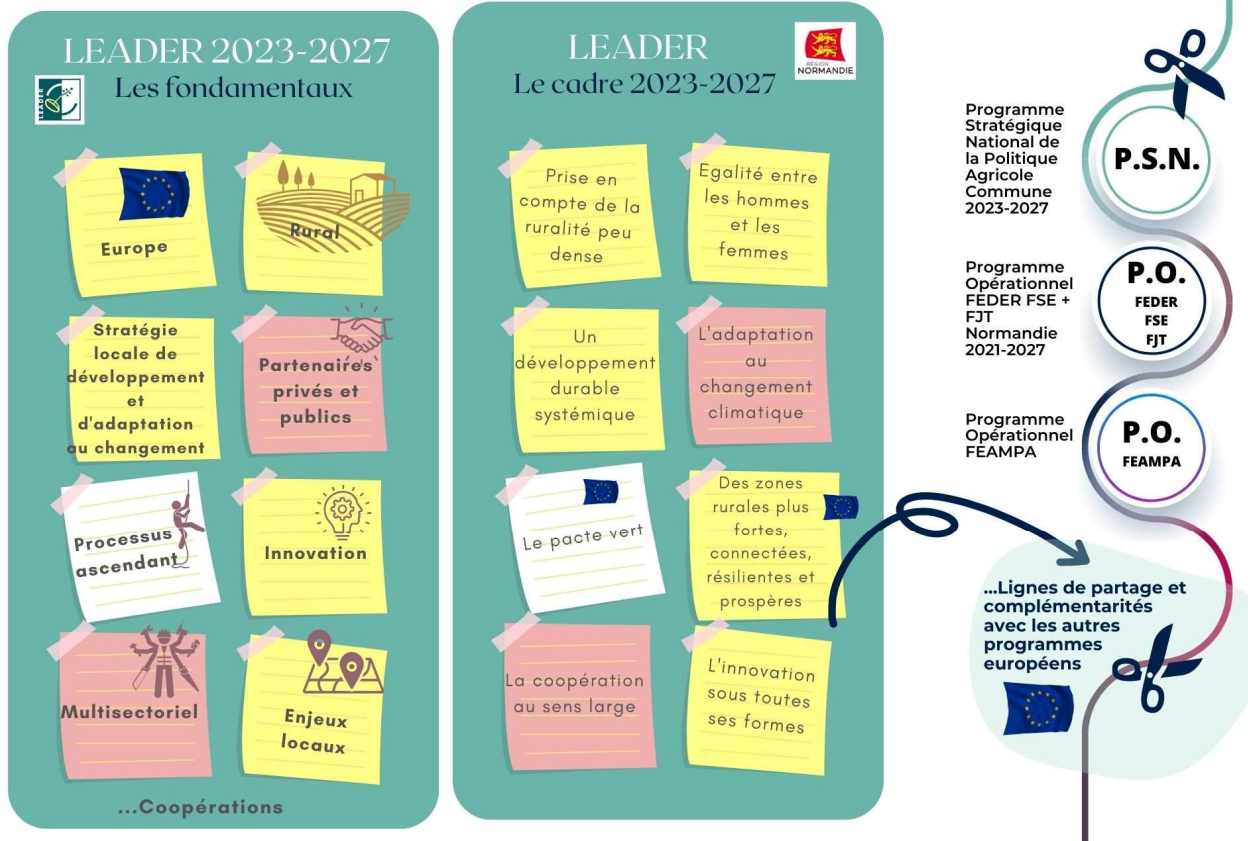 LEADER 2023-2027
Les fondamentaux
LEADER
Europe
Rural
Stratégie
locale de
développement
et
d'adaptation
au changement
Partenaires
privés et
publics
Processus
ascendant
Innovation
Multisectoriel
Enjeux
locaux
...Coopérations
LEADER
Le cadre 2023-2027
RÉGION
NORMANDIE
Prise en
compte de la
ruralité peu
dense
Egalité entre
les hommes
et les
femmes
Un
développement
durable
systémique
L'adaptation
au
changement
climatique
Le pacte vert
Des zones
rurales plus
fortes,
connectées,
résilientes et
prospères
La coopération
au sens large
L'innovation
sous toutes
ses formes
Programme
Stratégique
National de
la Politique
Agricole
Commune
2023-2027
P.S.N.
Programme
Opérationnel
FEDER FSE +
FJT
Normandie
2021-2027
P.O.
FEDER
FSE
FJT
Programme
Opérationnel
FEAMPA
P.O.
FEAMPA
...Lignes de partage et
complémentarités
avec les autres
programmes
européens